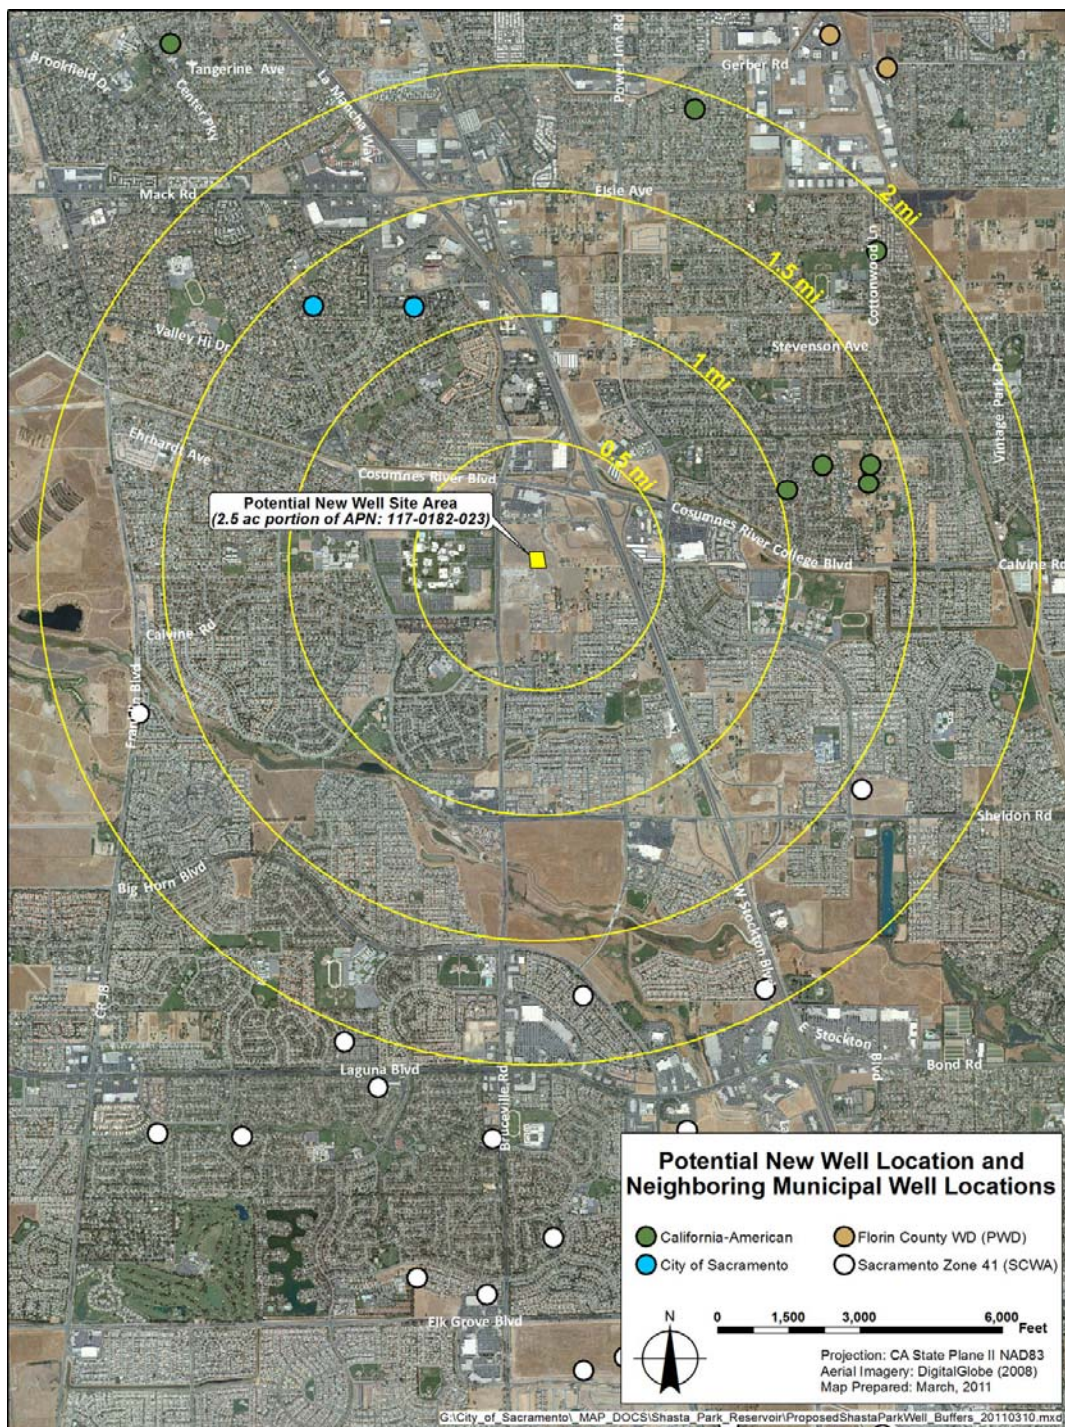 Brookfield Dr
Tangerine Ave
Center Pky
La Mancha Way
Power Inn Rd
Gerber Rd
Mack Rd
Elsie Ave
2 mi
1.5 mi
Cottonwood Ln
Valley Hi Dr
Stevenson Ave
1 mi
Vintage Park Dr
Ehrhardt Ave
0.5 mi
Cosumnes River Blvd
Potential New Well Site Area
(2.5 ac portion of APN: 117-0182-023)
Cosumnes River College Blvd
Calvine Rd
Calvine Rd
Franklin Blvd
Sheldon Rd
Big Horn Blvd
W Stockton Blvd
CR J8
E Stockton Blvd
Bond Rd
Laguna Blvd
Bruceville Rd
Elk Grove Blvd
Potential New Well Location and
Neighboring Municipal Well Locations
California-American
Florin County WD (PWD)
City of Sacramento
Sacramento Zone 41 (SCWA)
N
0 1,500 3,000 6,000
Feet
Projection: CA State Plane II NAD83
Aerial Imagery: DigitalGlobe (2008)
Map Prepared: March, 2011
G:\City_of_Sacramento\_MAP_DOCS\Shasta_Park_Reservoir\ProposedShastaParkWell_Buffers_20110310.mxd